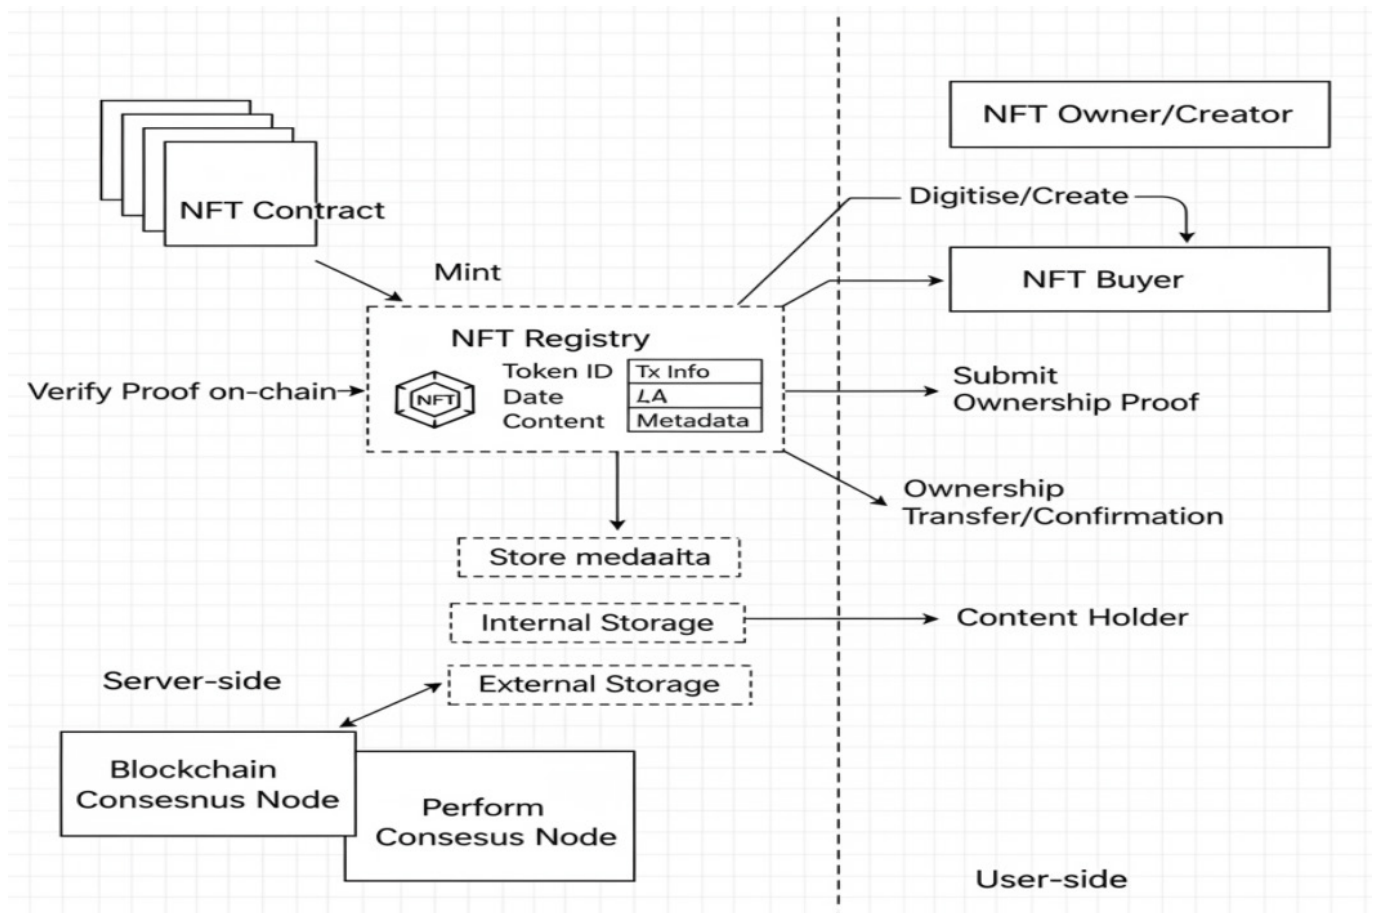 NFT Owner/Creator
NFT Contract
Digitise/Create
Mint
NFT Buyer
NFT Registry
NFT
Token ID
Tx Info
Date
LA
Content
Metadata
Verify Proof on-chain
Submit
Ownership Proof
Ownership
Transfer/Confirmation
Store medaaita
Internal Storage
Content Holder
Server-side
External Storage
Blockchain
Consesnus Node
Perform
Consesus Node
User-side